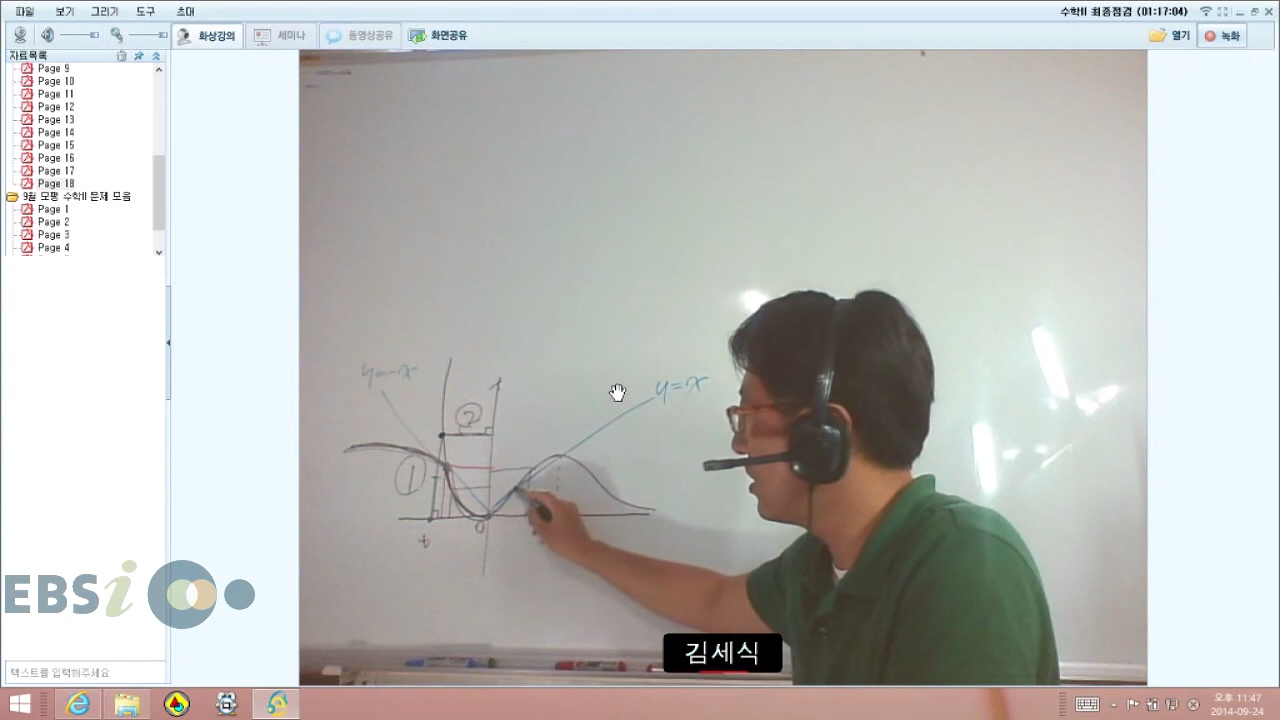 파일 보기 그리기 도구 초대
수학II 최종점검 (01:17:04)
화상강의 세미나 동영상공유 화면공유 열기 녹화
자료목록
Page 9
Page 10
Page 11
Page 12
Page 13
Page 14
Page 15
Page 16
Page 17
Page 18
9월 모평 수학II 문제 모음
Page 1
Page 2
Page 3
Page 4
y=-x
y=x
②
①
0
t
EBSi
김세식
텍스트를 입력해주세요
오후 11:47
2014-09-24